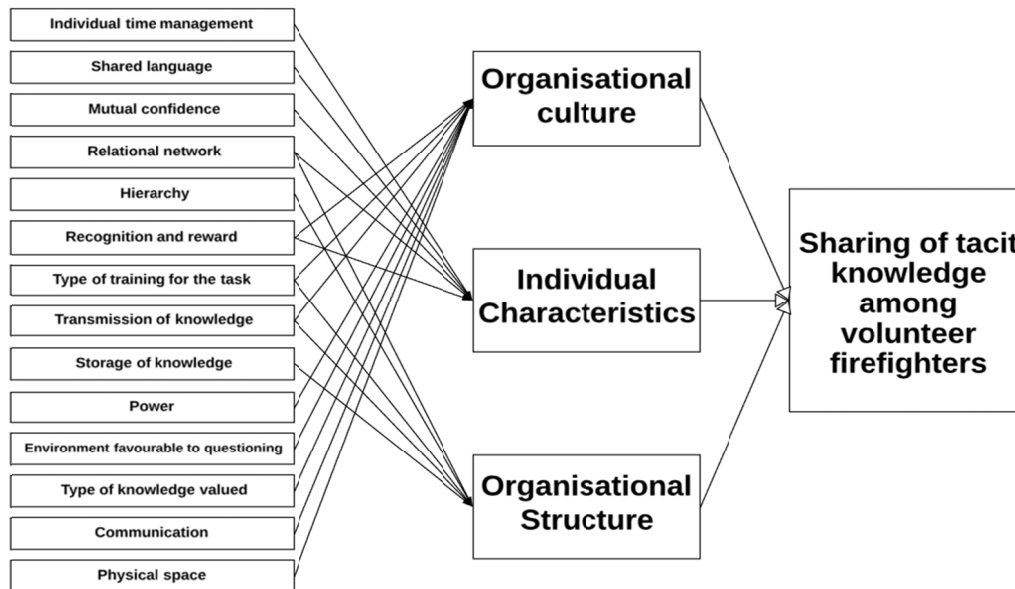 Individual time management
Shared language
Mutual confidence
Relational network
Hierarchy
Recognition and reward
Type of training for the task
Transmission of knowledge
Storage of knowledge
Power
Environment favourable to questioning
Type of knowledge valued
Communication
Physical space
Organisational
culture
Individual
Characteristics
Organisational
Structure
Sharing of tacit
knowledge
among
volunteer
firefighters